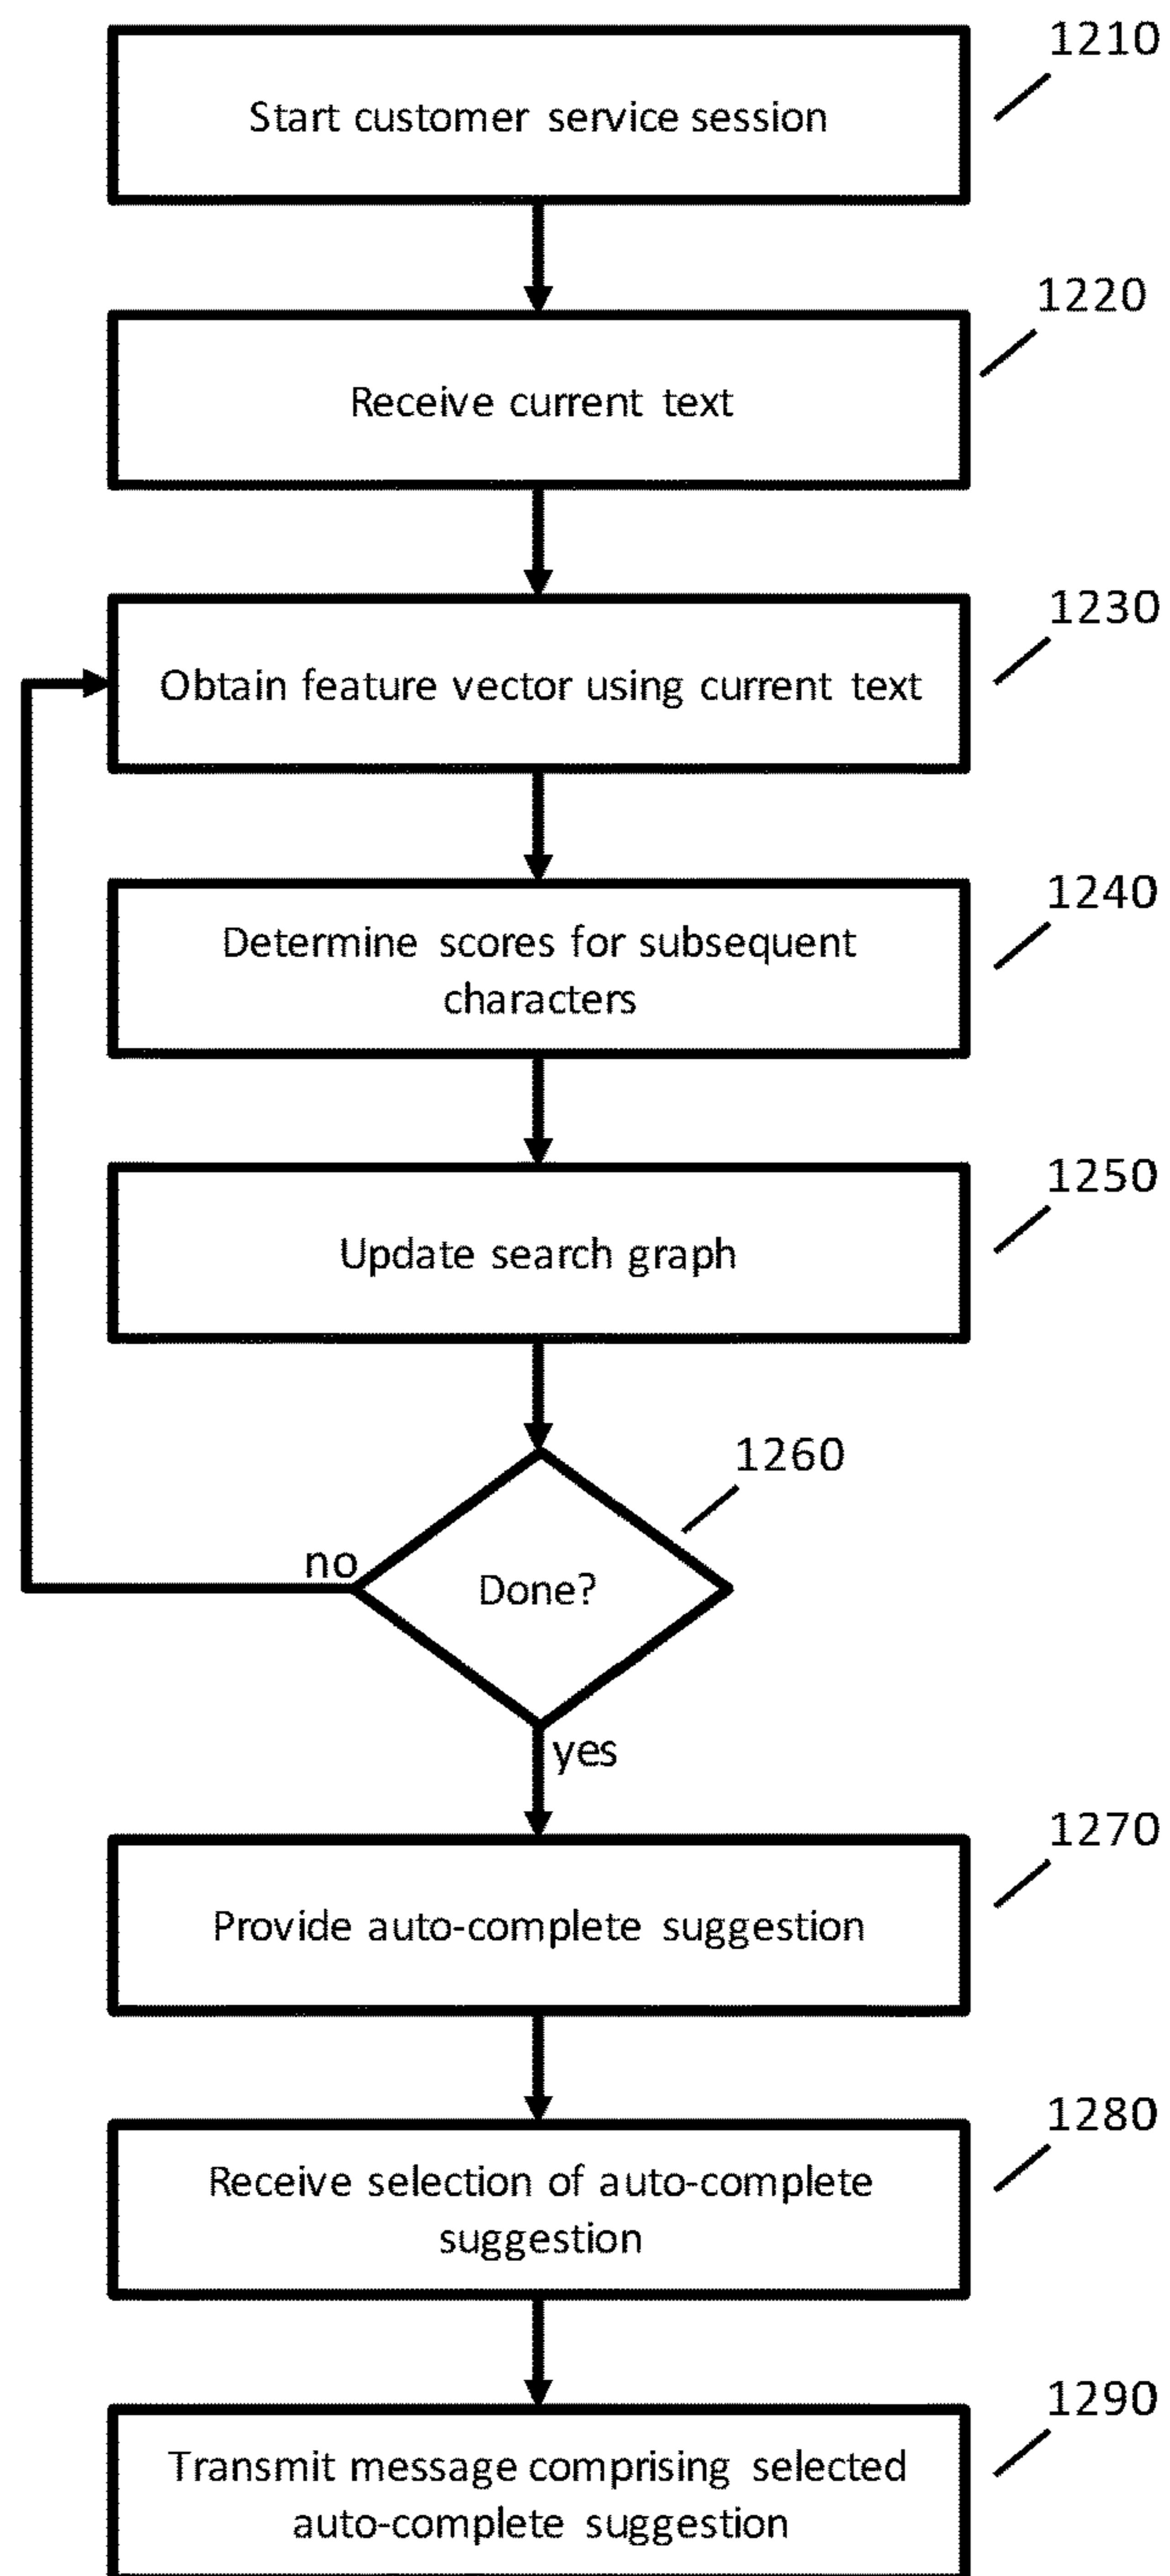 1210
Start customer service session
1220
Receive current text
1230
Obtain feature vector using current text
1240
Determine scores for subsequent
characters
1250
Update search graph
1260
no
Done?
yes
1270
Provide auto-complete suggestion
1280
Receive selection of auto-complete
suggestion
1290
Transmit message comprising selected
auto-complete suggestion